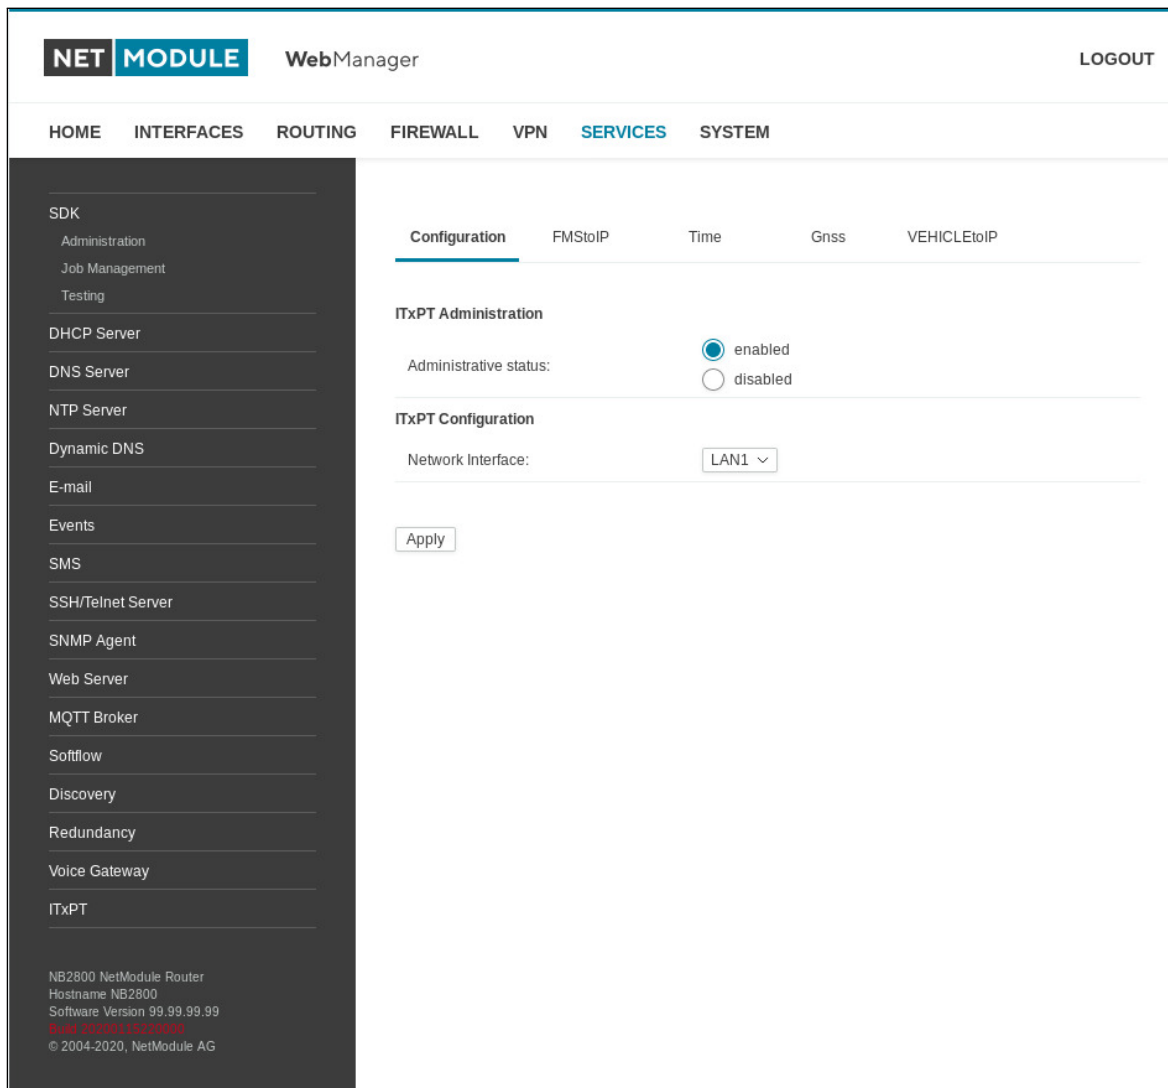 NET MODULE WebManager LOGOUT
HOME INTERFACES ROUTING FIREWALL VPN SERVICES SYSTEM
SDK
Administration
Job Management
Testing
DHCP Server
DNS Server
NTP Server
Dynamic DNS
E-mail
Events
SMS
SSH/Telnet Server
SNMP Agent
Web Server
MQTT Broker
Softflow
Discovery
Redundancy
Voice Gateway
ITxPT
NB2800 NetModule Router
Hostname NB2800
Software Version 99.99.99.99
Build
© 2004-2020, NetModule AG
Configuration FMStoIP Time Gnss VEHICLEtoIP
ITxPT Administration
Administrative status:
enabled
disabled
ITxPT Configuration
Network Interface: LAN1
Apply